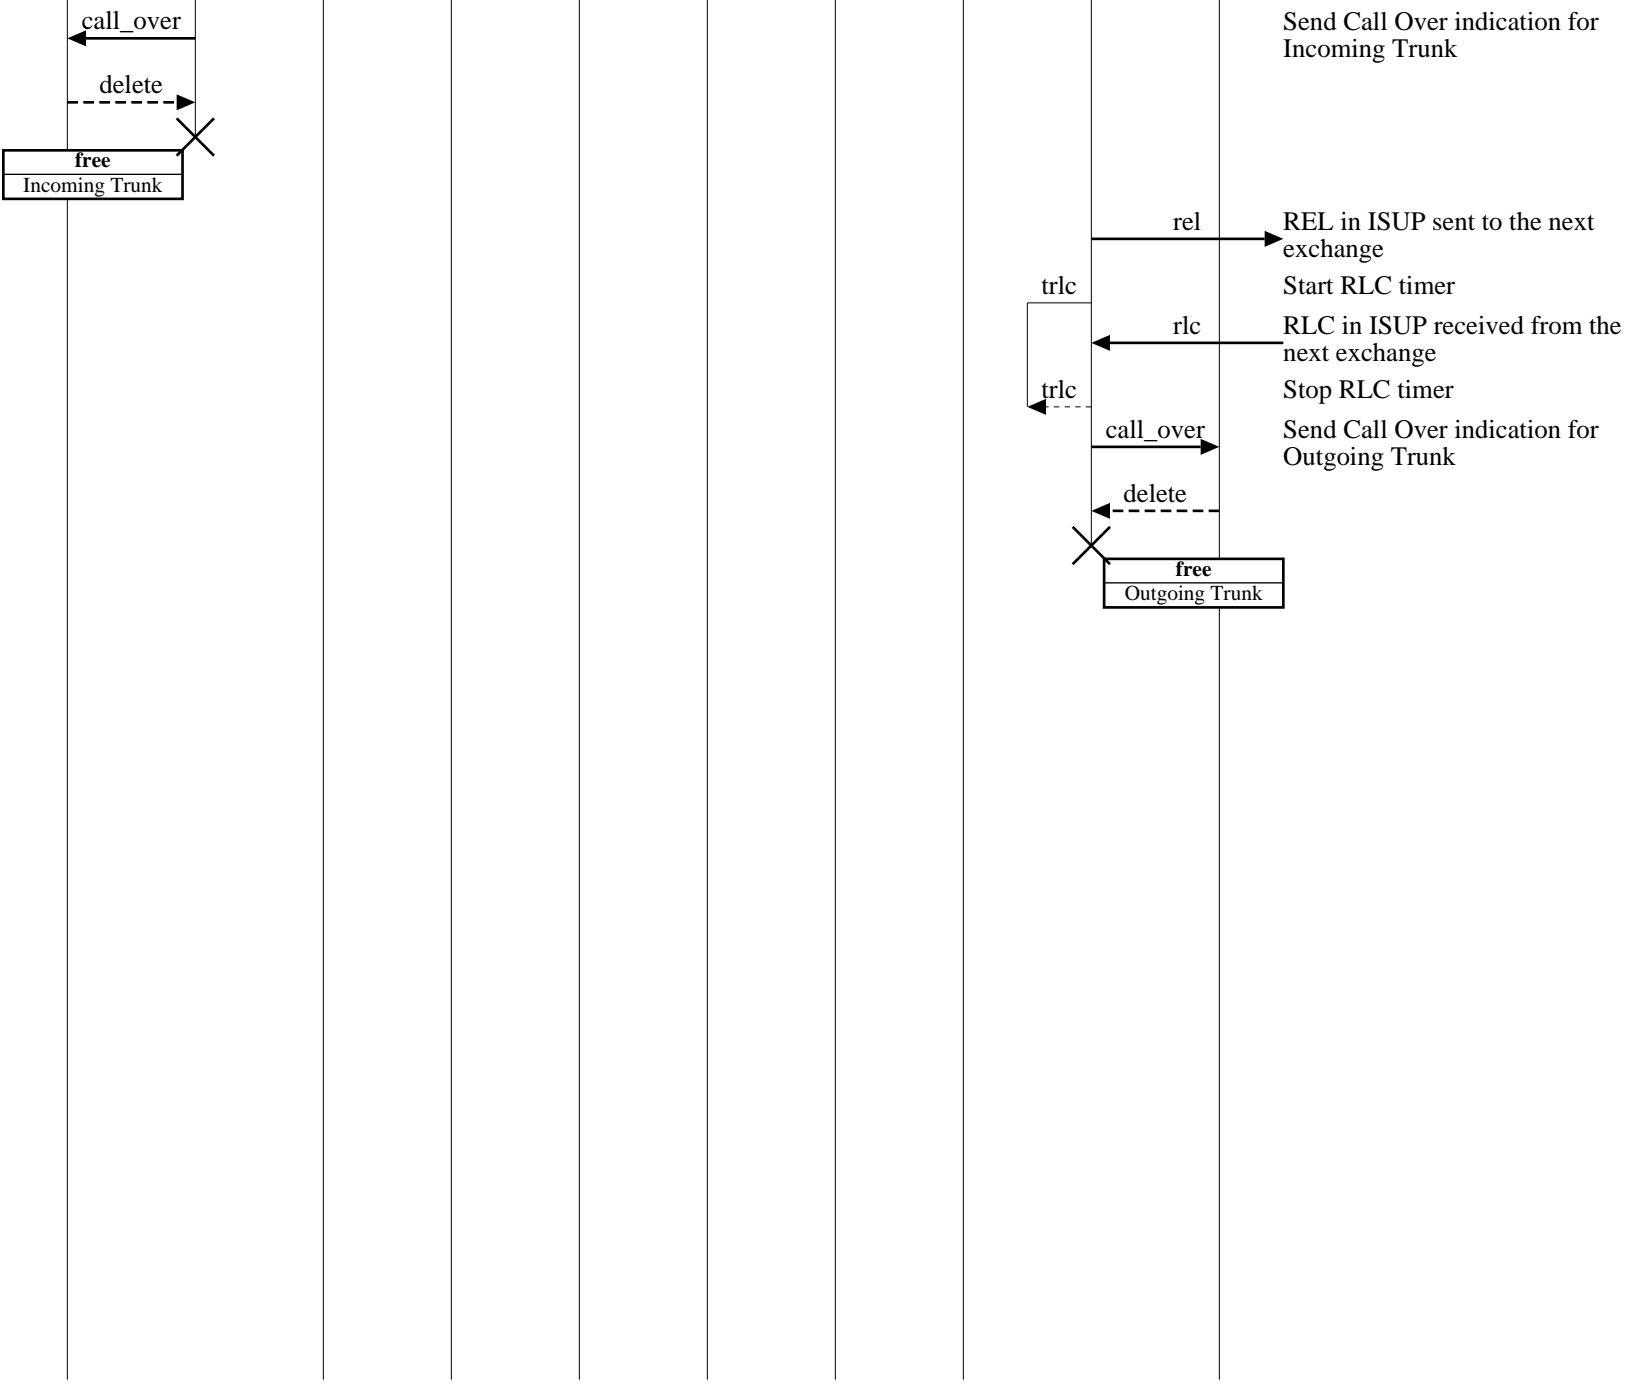 call_over
Send Call Over indication for
Incoming Trunk
delete
free
Incoming Trunk
rel
REL in ISUP sent to the next
exchange
trlc
Start RLC timer
rlc
RLC in ISUP received from the
next exchange
trlc
Stop RLC timer
call_over
Send Call Over indication for
Outgoing Trunk
delete
free
Outgoing Trunk